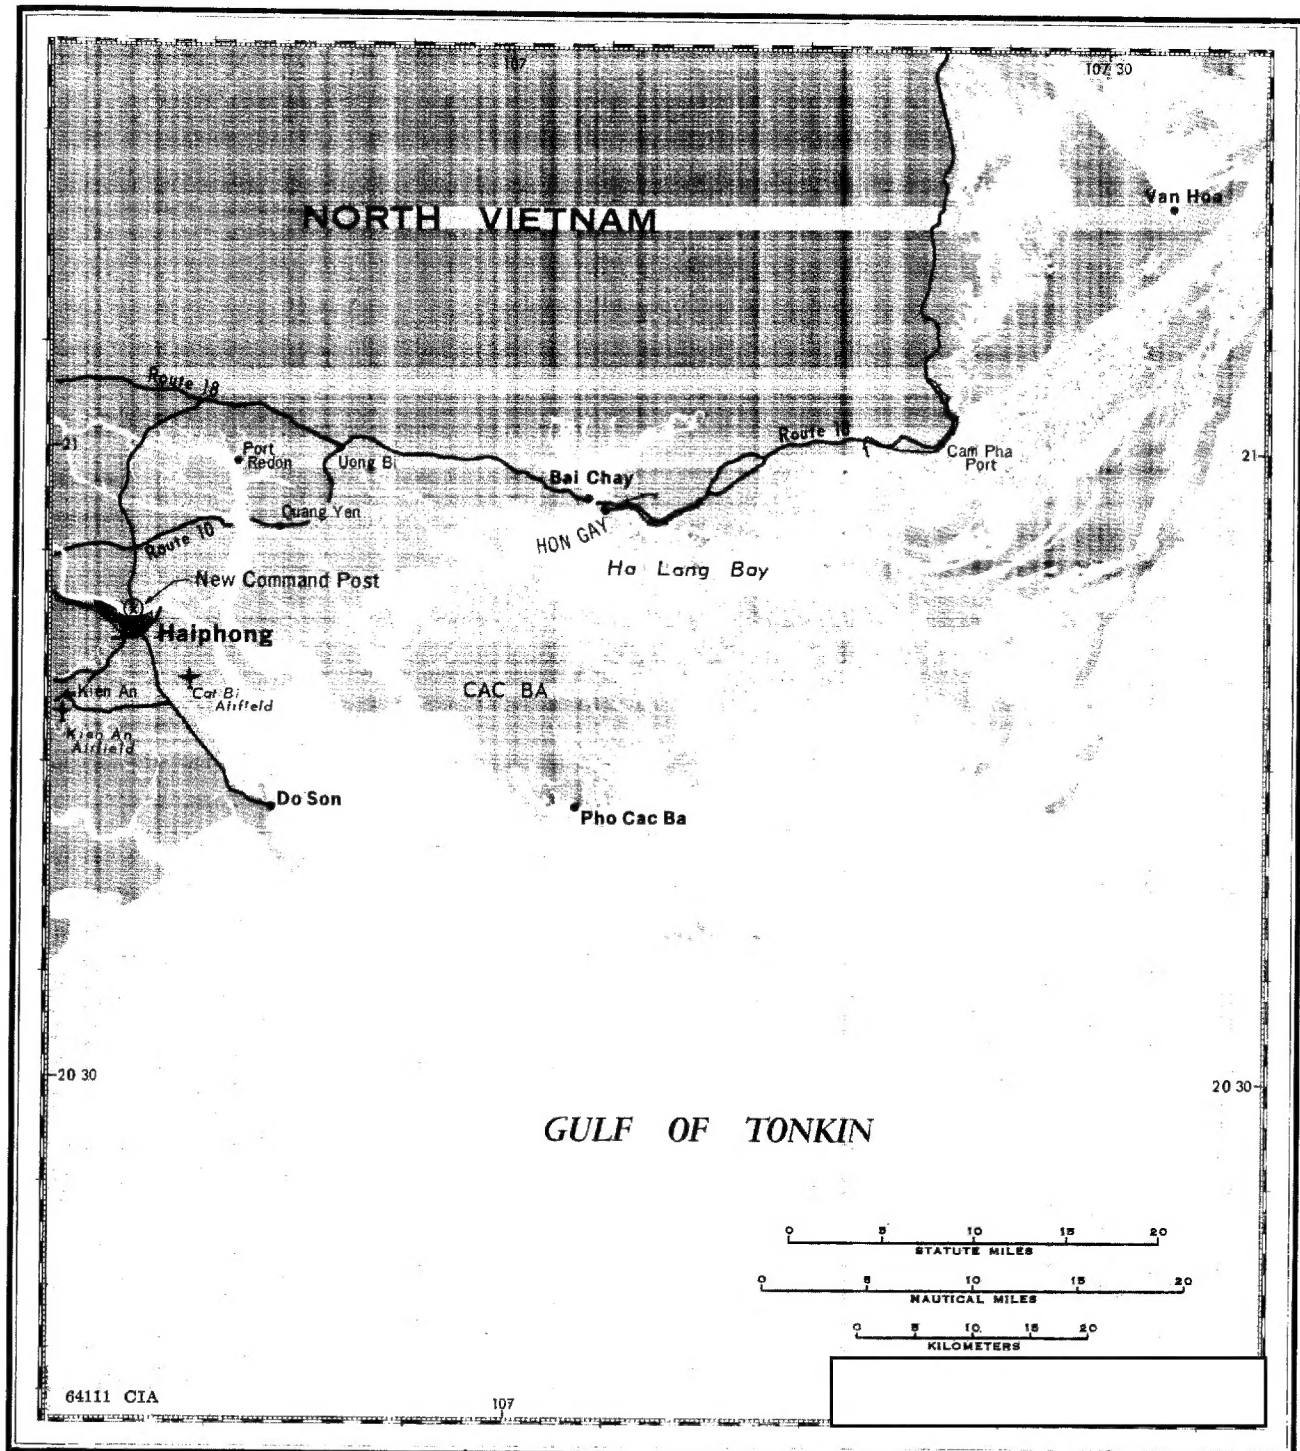 107
107 30
Van Hoa
NORTH VIETNAM
Route 18
21
Port
Redon
Uong Bi
Route 18
Cam Pha
Port
21
Bai Chay
Quang Yen
HON GAY
Route 10
Ha Long Bay
New Command Post
Haiphong
Kien An
Cat Bi
Airfield
CAC BA
Kien An
Airfield
Do Son
Pho Cac Ba
20 30
20 30
GULF OF TONKIN
0 5 10 15 20
STATUTE MILES
0 5 10 15 20
NAUTICAL MILES
0 5 10 15 20
KILOMETERS
64111 CIA
107